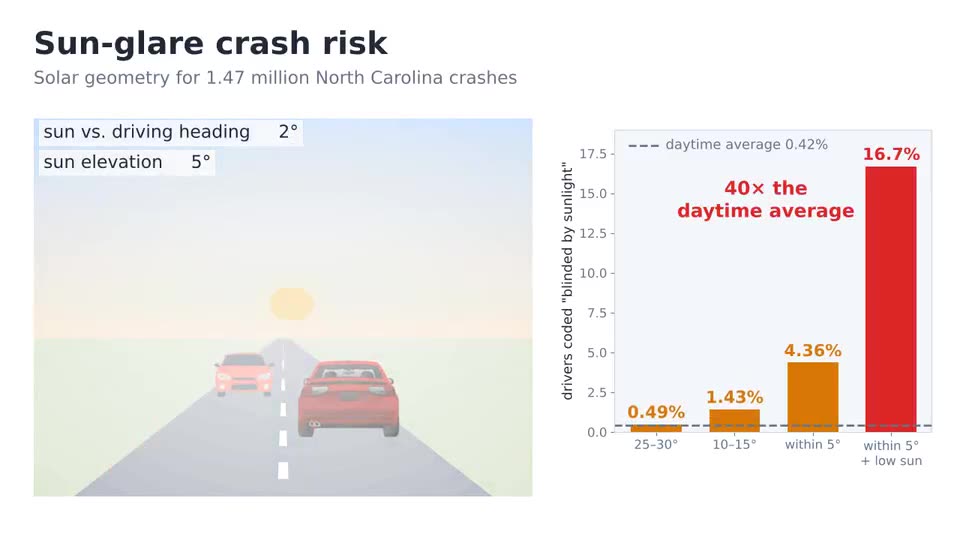 Sun-glare crash risk
Solar geometry for 1.47 million North Carolina crashes
sun vs. driving heading 2°
sun elevation 5°
drivers coded "blinded by sunlight"
17.5
15.0
12.5
10.0
7.5
5.0
2.5
0.0
daytime average 0.42%
40× the
daytime average
0.49%
1.43%
4.36%
16.7%
25–30°
10–15°
within 5°
within 5°
+ low sun